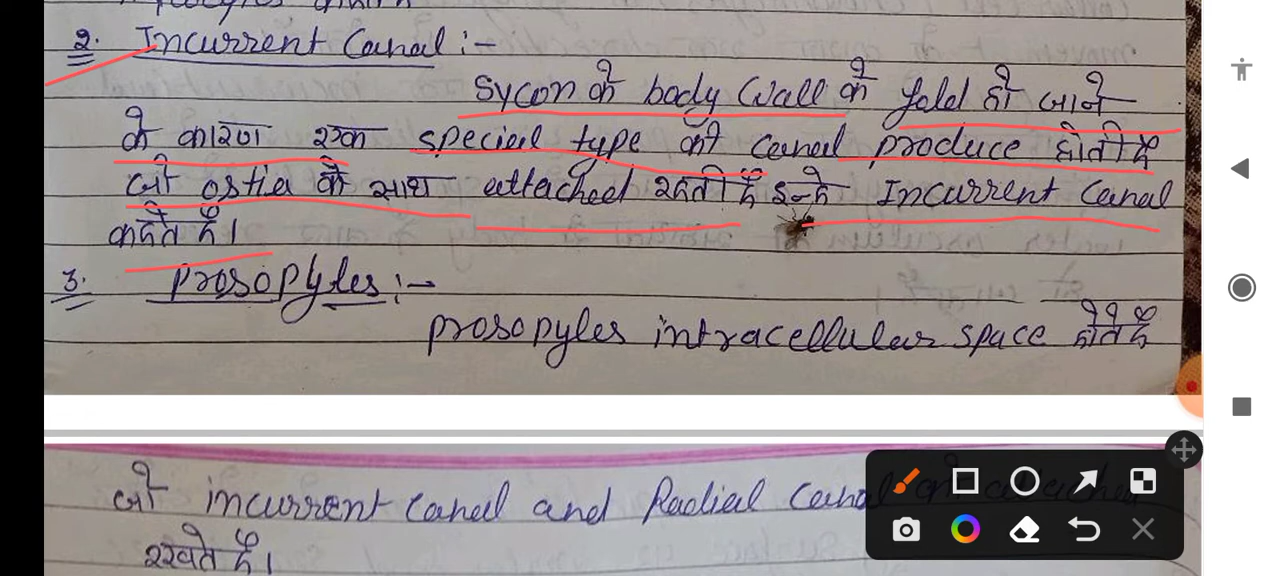 2. Incurrent Canal :-
Sycon के body wall के fold हो जाने
के कारण एक special type की canal produce होती है
जो ostia के साथ attached रहती है इन्हे Incurrent Canal
कहते है।
3. Prosopyles :-
prosopyles intracellular space होते है
जो incurrent canal and Radial Canal
रखते है।